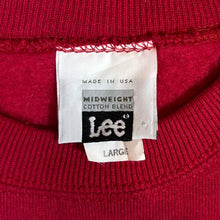 MADE IN USA
MIDWEIGHT
COTTON BLEND
Lee®
LARGE